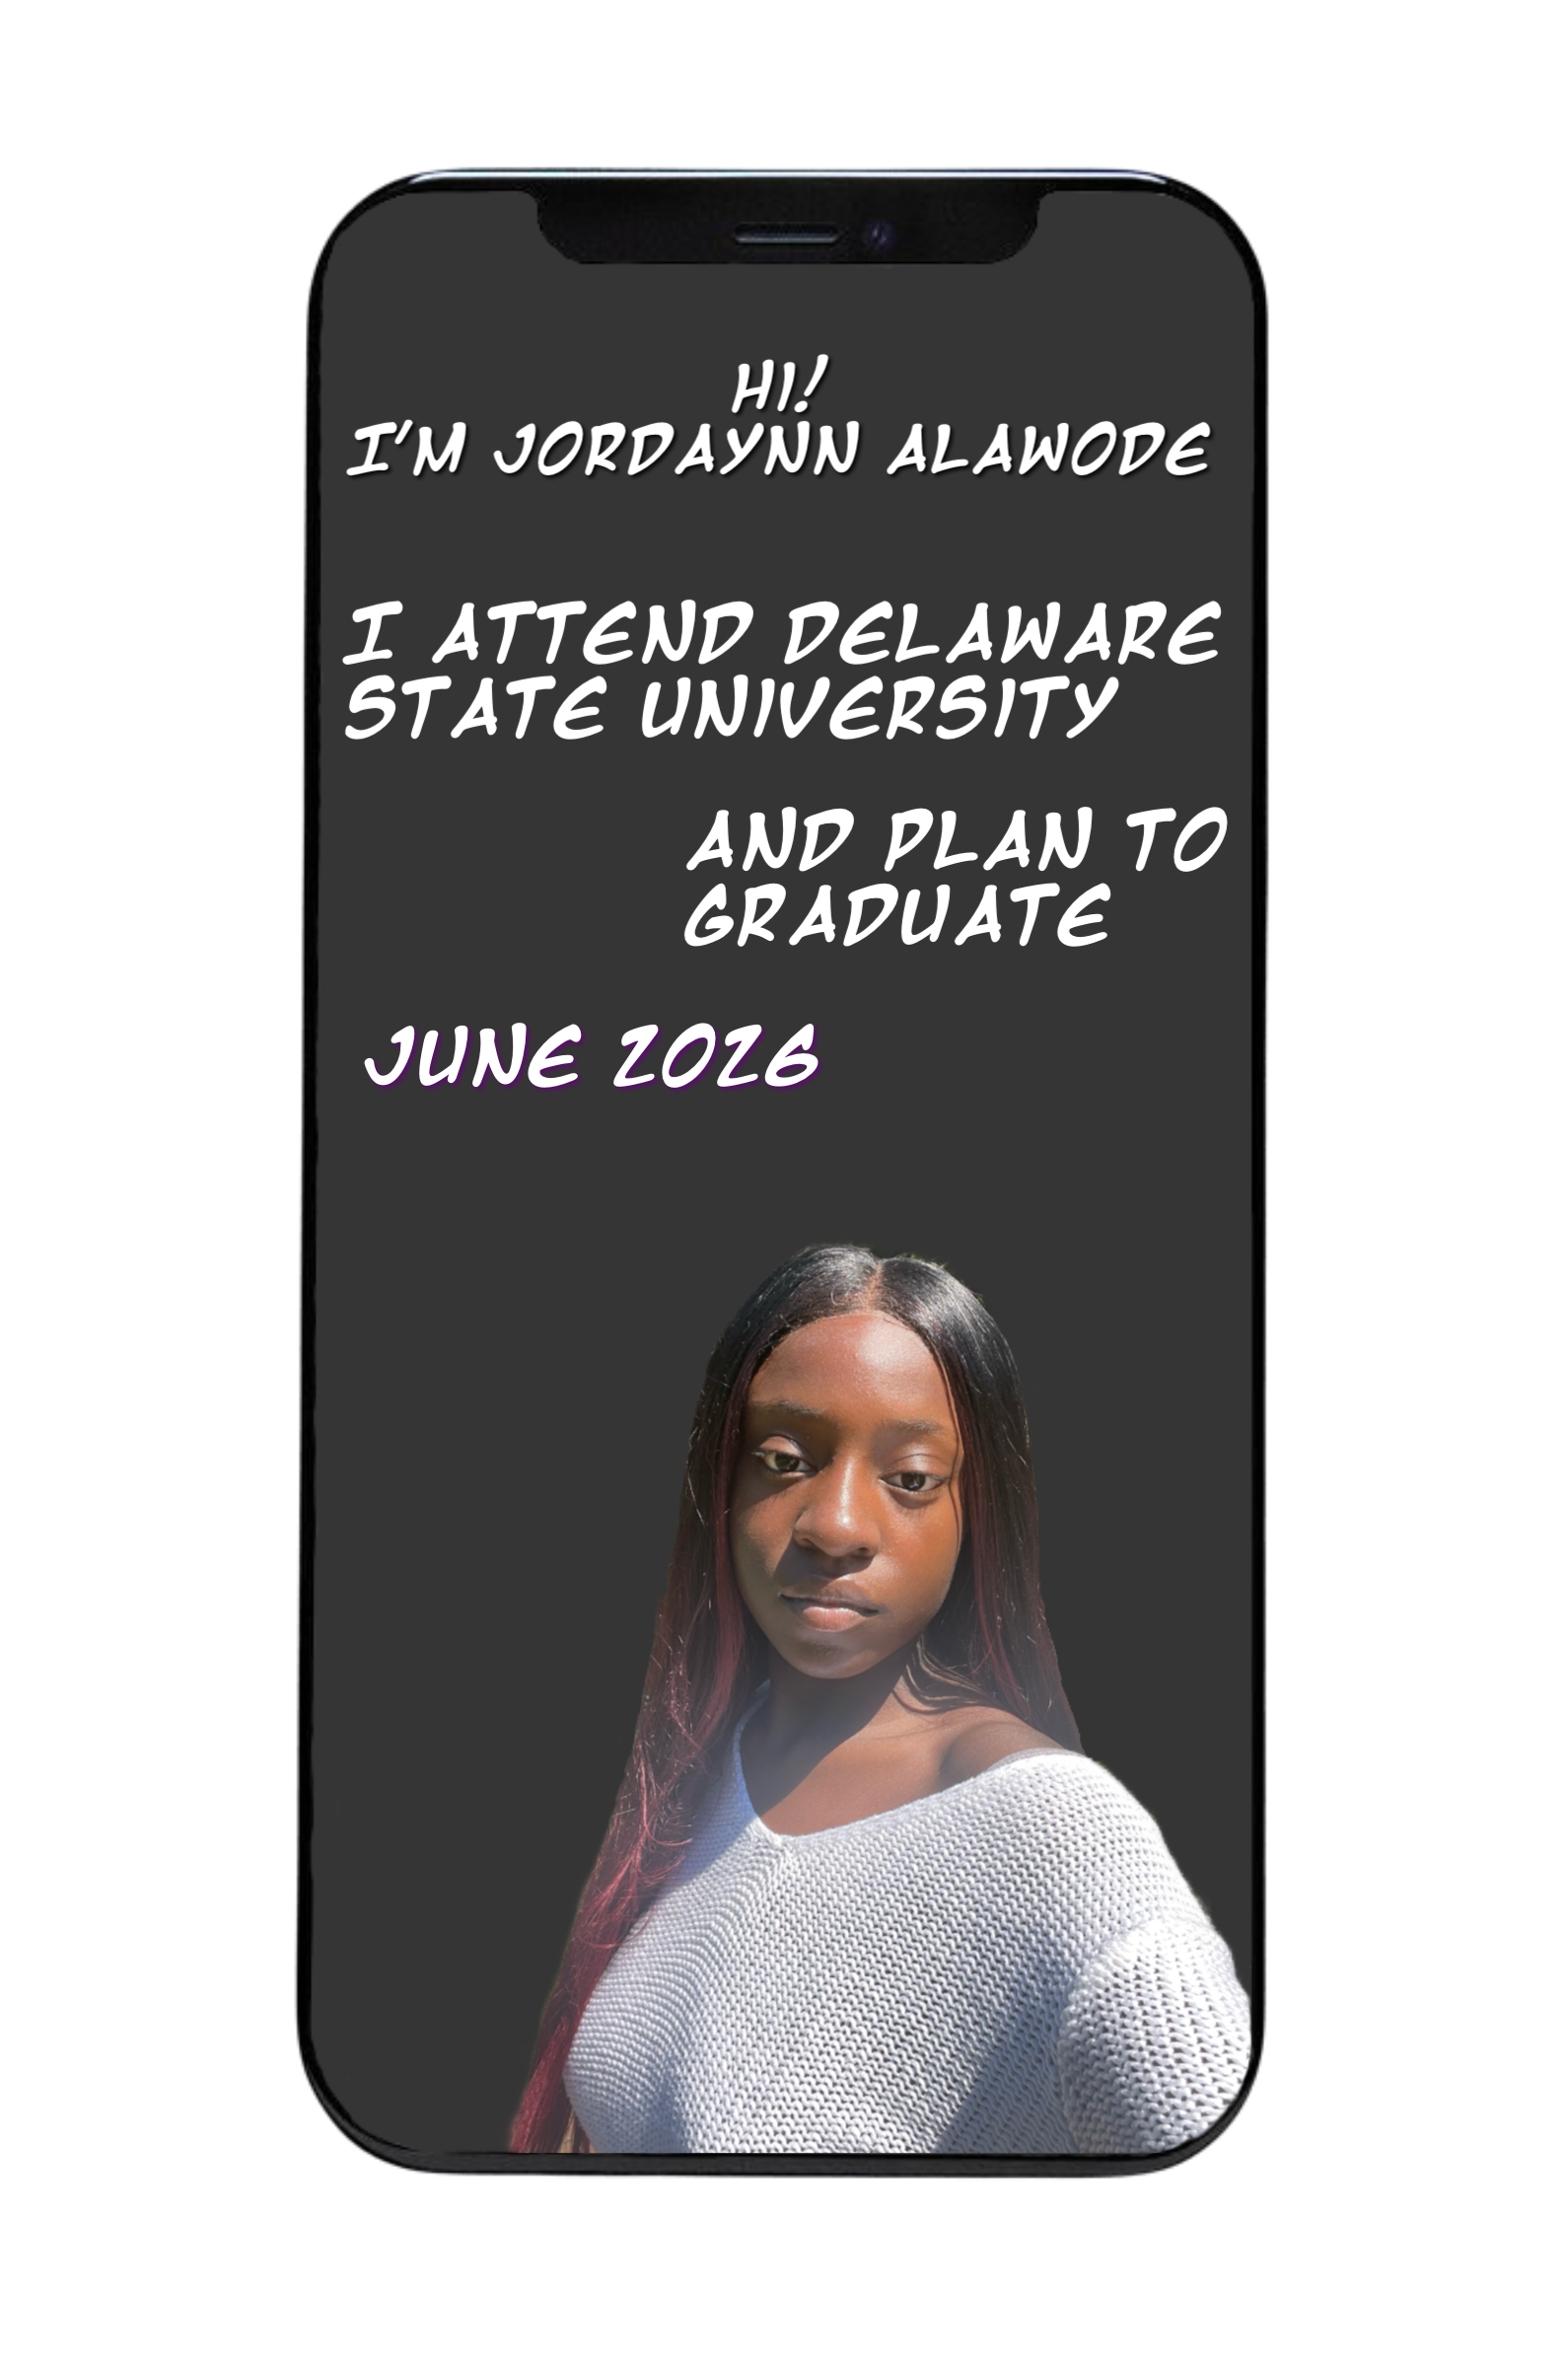 HI!
I'M JORDAYNN ALAWODE
I ATTEND DELAWARE
STATE UNIVERSITY
AND PLAN TO
GRADUATE
JUNE 2026